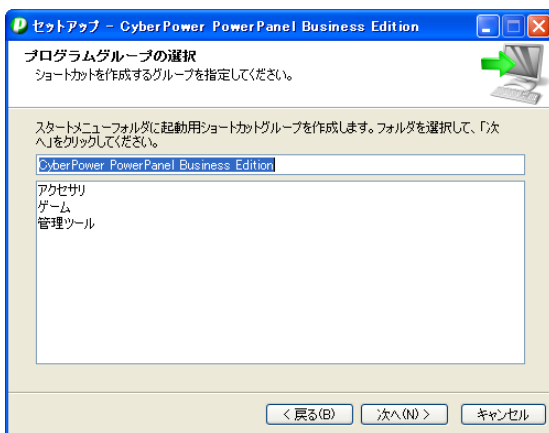 セットアップ - CyberPower PowerPanel Business Edition
プログラムグループの選択
ショートカットを作成するグループを指定してください。
スタートメニューフォルダに起動用ショートカットグループを作成します。フォルダを選択して、「次
へ」をクリックしてください。
CyberPower PowerPanel Business Edition
アクセサリ
ゲーム
管理ツール
< 戻る(B)
次へ(N) >
キャンセル